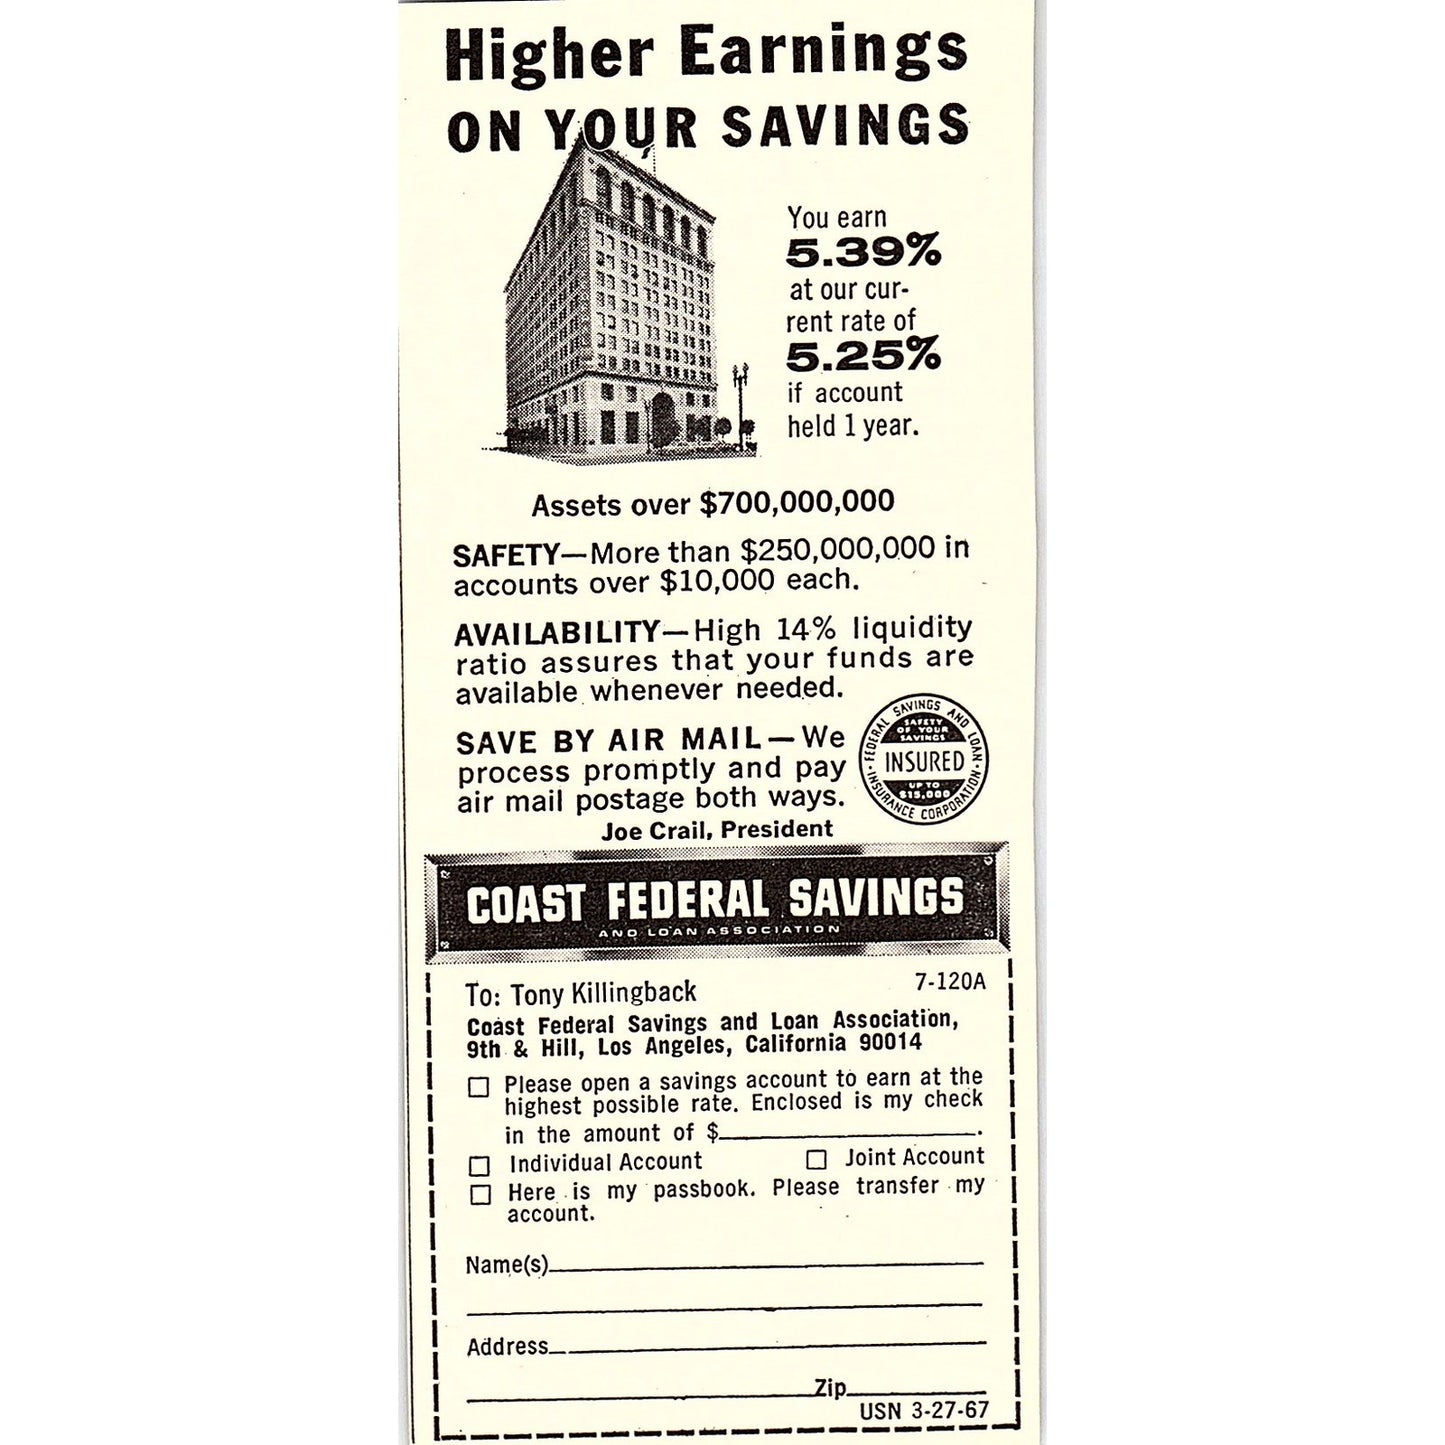 Higher Earnings
ON YOUR SAVINGS
You earn
5.39%
at our cur-
rent rate of
5.25%
if account
held 1 year.
Assets over $700,000,000
SAFETY—More than $250,000,000 in
accounts over $10,000 each.
AVAILABILITY—High 14% liquidity
ratio assures that your funds are
available whenever needed.
SAVE BY AIR MAIL—We
process promptly and pay
air mail postage both ways.
FEDERAL SAVINGS AND LOAN
INSURANCE CORPORATION
SAFETY
OF YOUR
SAVINGS
INSURED
UP TO
$15,000
Joe Crail, President
COAST FEDERAL SAVINGS
AND LOAN ASSOCIATION
To: Tony Killingback 7-120A
Coast Federal Savings and Loan Association,
9th & Hill, Los Angeles, California 90014
Please open a savings account to earn at the
highest possible rate. Enclosed is my check
in the amount of $
Individual Account Joint Account
Here is my passbook. Please transfer my
account.
Name(s)
Address
Zip
USN 3-27-67